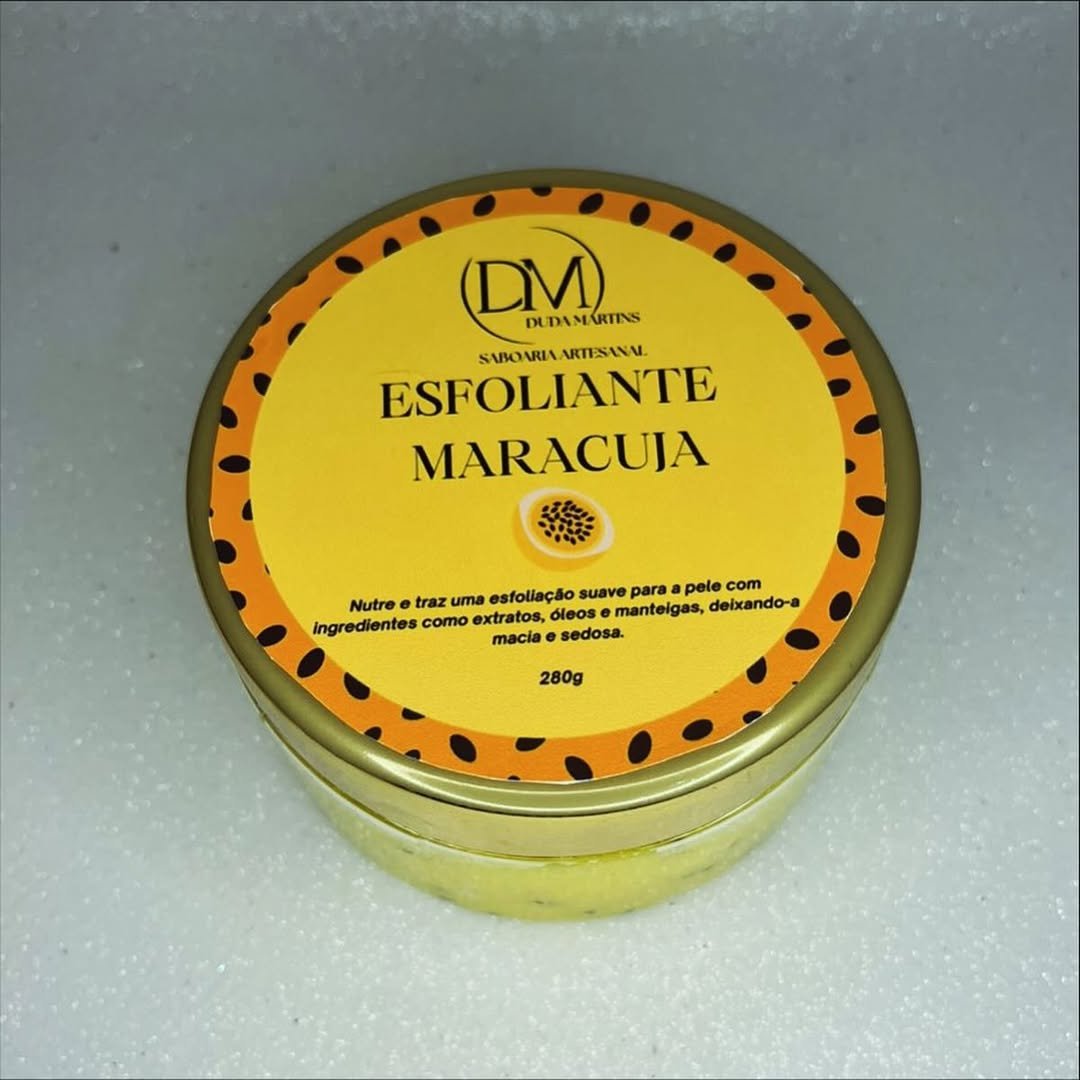 DM
DUDA MARTINS
SABOARIA ARTESANAL
ESFOLIANTE
MARACUJA
Nutre e traz uma esfoliação suave para a pele com
ingredientes como extratos, óleos e manteigas, deixando-a
macia e sedosa.
280g